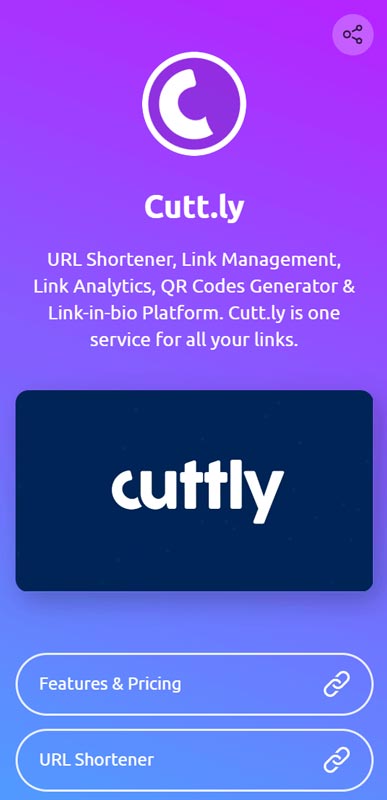 Cutt.ly
URL Shortener, Link Management,
Link Analytics, QR Codes Generator &
Link-in-bio Platform. Cutt.ly is one
service for all your links.
cuttly
Features & Pricing
URL Shortener